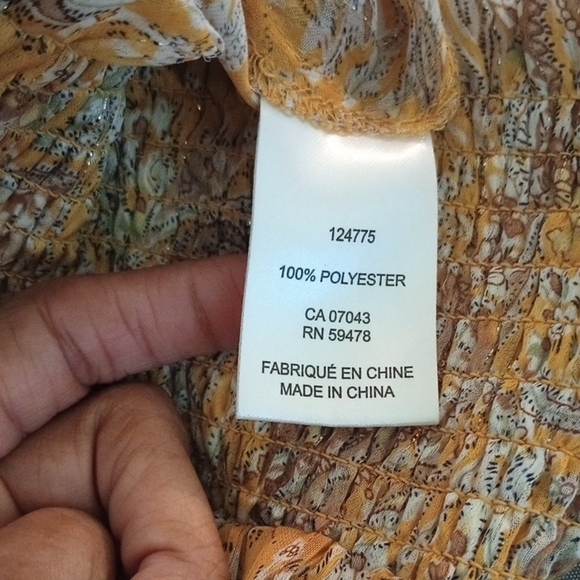 124775
100% POLYESTER
CA 07043
RN 59478
FABRIQUÉ EN CHINE
MADE IN CHINA